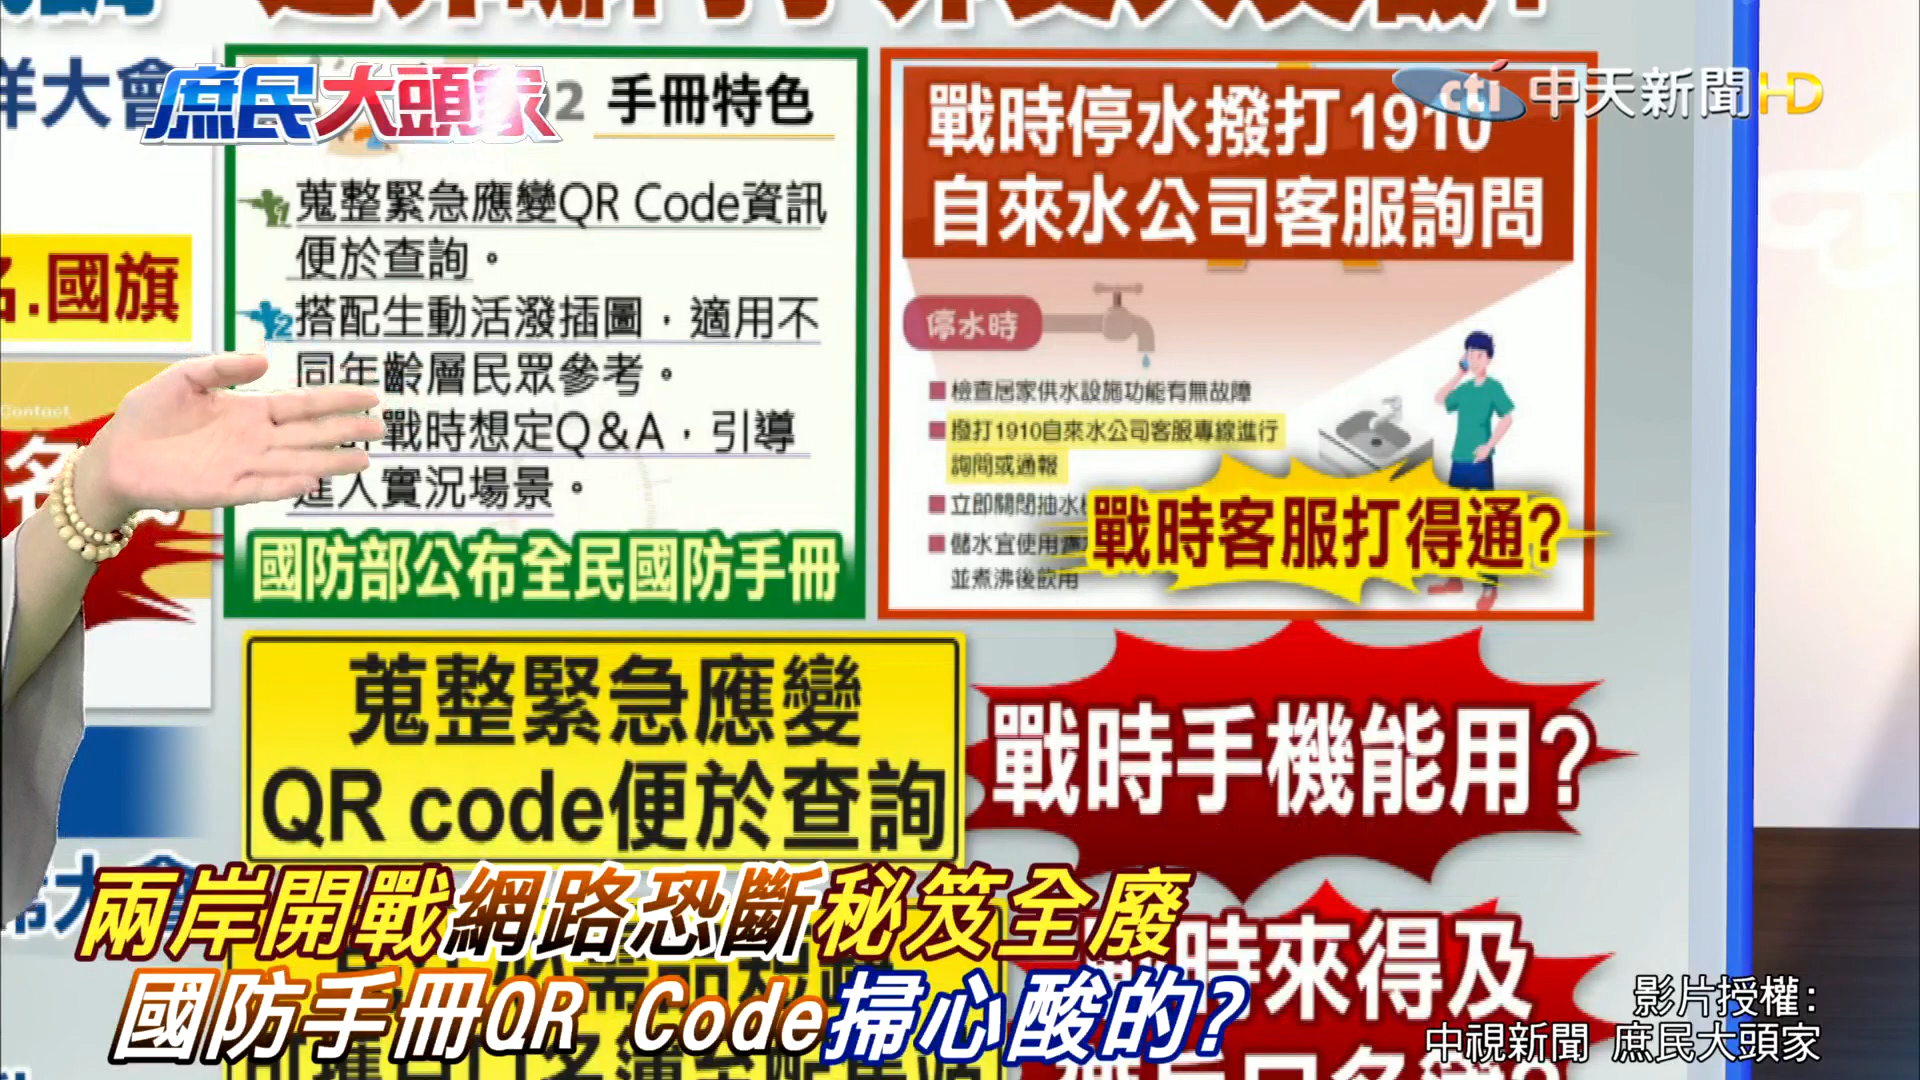 洋大會
庶民大頭家
02 手冊特色
蒐整緊急應變QR Code資訊
便於查詢。
2 搭配生動活潑插圖，適用不
同年齡層民眾參考。
戰時想定Q&A，引導
進入實況場景。
國防部公布全民國防手冊
cti 中天新聞HD
戰時停水撥打1910
自來水公司客服詢問
停水時
檢查居家供水設施功能有無故障
撥打1910自來水公司客服專線進行
詢問或通報
立即關閉抽水
儲水宜使用
並煮沸後飲用
戰時客服打得通?
名.國旗
Contact
名
蒐整緊急應變
QR code便於查詢
戰時手機能用?
時來得及
兩岸開戰網路恐斷秘笈全廢
國防手冊QR Code掃心酸的?
影片授權:
中視新聞 庶民大頭家